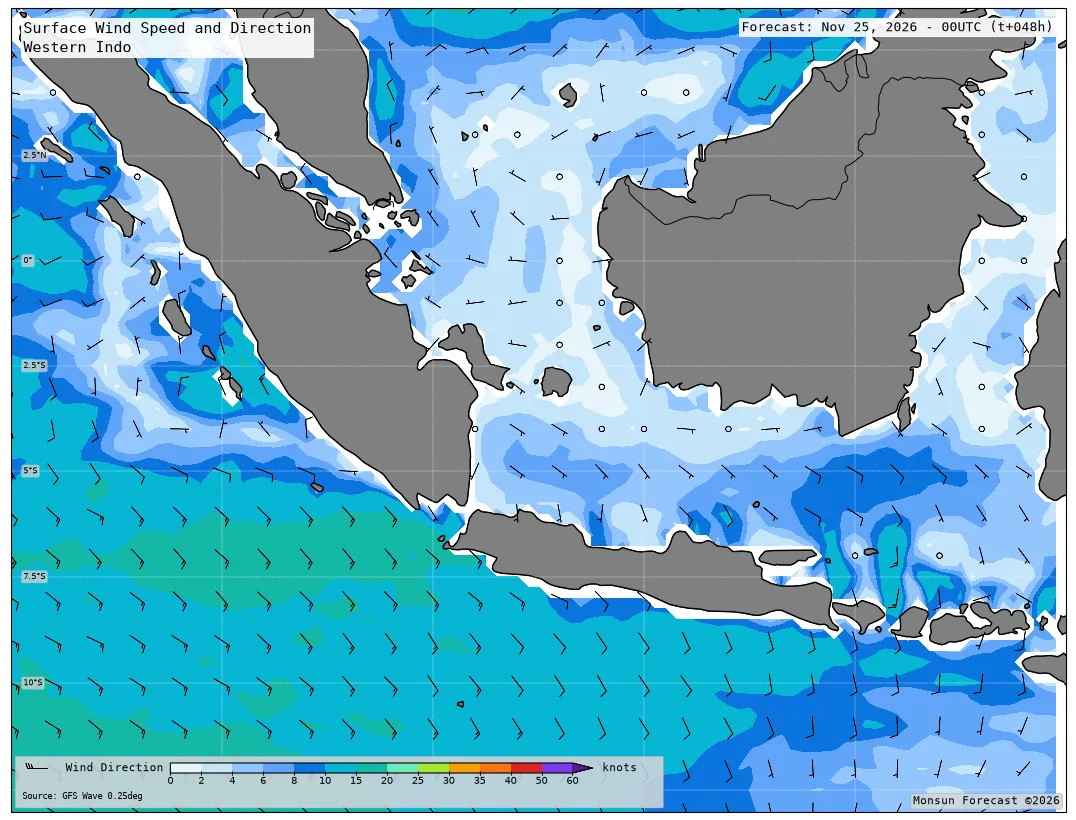 Surface Wind Speed and Direction
Western Indo
Forecast: Nov 25, 2026 - 00UTC (t+048h)
2.5°N
0°
2.5°S
5°S
7.5°S
10°S
Wind Direction
0 2 4 6 8 10 15 20 25 30 35 40 50 60
knots
Source: GFS Wave 0.25deg
Monsun Forecast ©2026